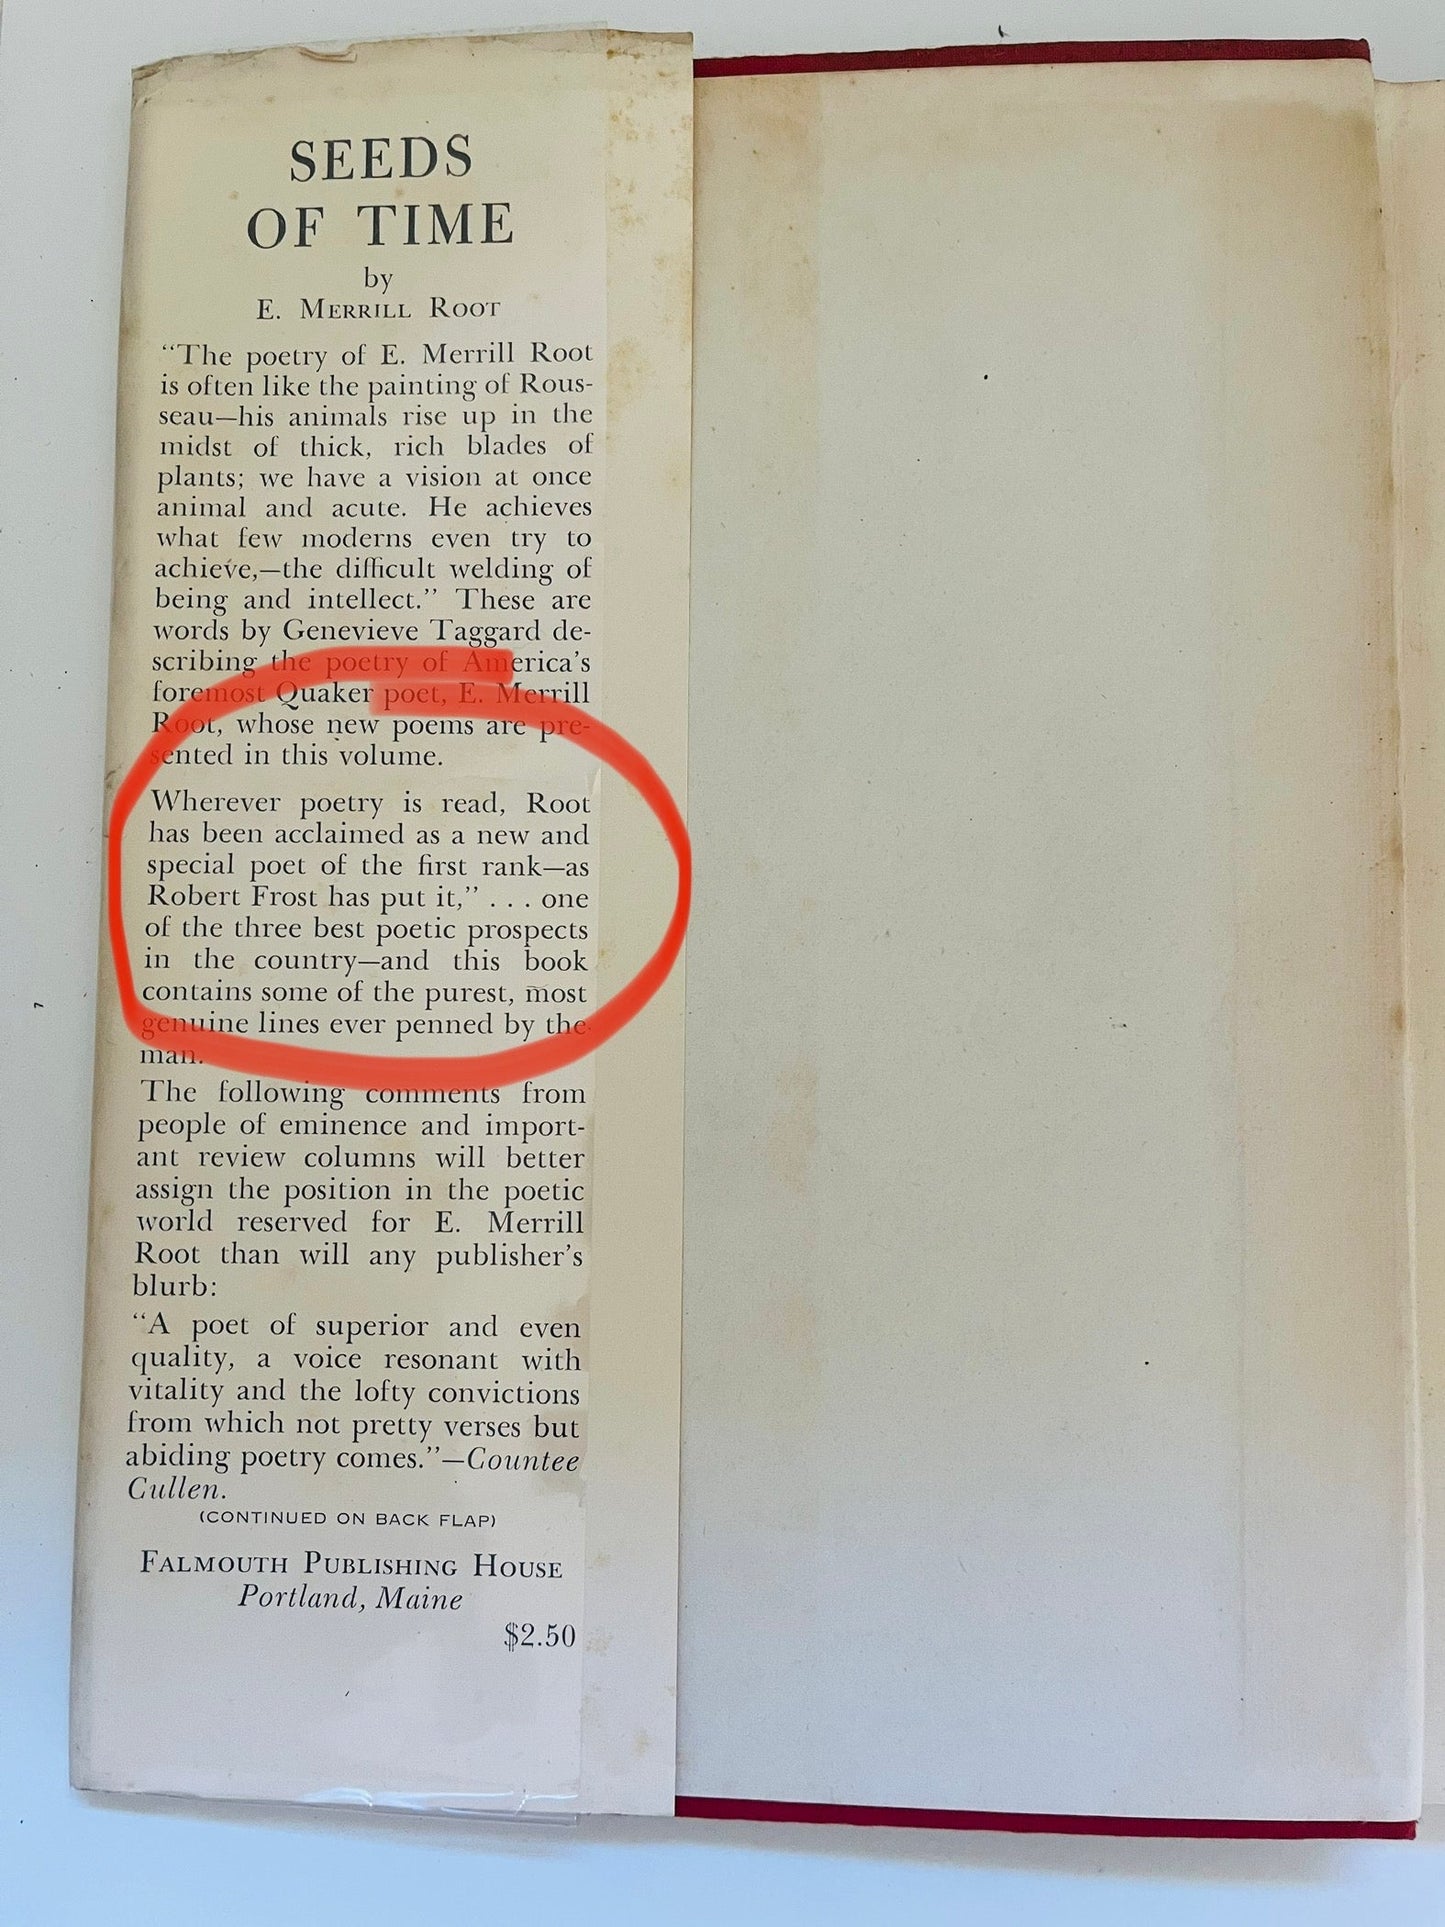 SEEDS
OF TIME
by
E. MERRILL ROOT
“The poetry of E. Merrill Root
is often like the painting of Rous-
seau—his animals rise up in the
midst of thick, rich blades of
plants; we have a vision at once
animal and acute. He achieves
what few moderns even try to
achieve,—the difficult welding of
being and intellect.” These are
words by Genevieve Taggard de-
scribing the poetry of America’s
foremost Quaker poet, E. Merrill
Root, whose new poems are pre-
sented in this volume.
Wherever poetry is read, Root
has been acclaimed as a new and
special poet of the first rank—as
Robert Frost has put it,” . . . one
of the three best poetic prospects
in the country—and this book
contains some of the purest, most
genuine lines ever penned by the
man.
The following comments from
people of eminence and import-
ant review columns will better
assign the position in the poetic
world reserved for E. Merrill
Root than will any publisher’s
blurb:
“A poet of superior and even
quality, a voice resonant with
vitality and the lofty convictions
from which not pretty verses but
abiding poetry comes.”—Countee
Cullen.
(CONTINUED ON BACK FLAP)
FALMOUTH PUBLISHING HOUSE
Portland, Maine
$2.50